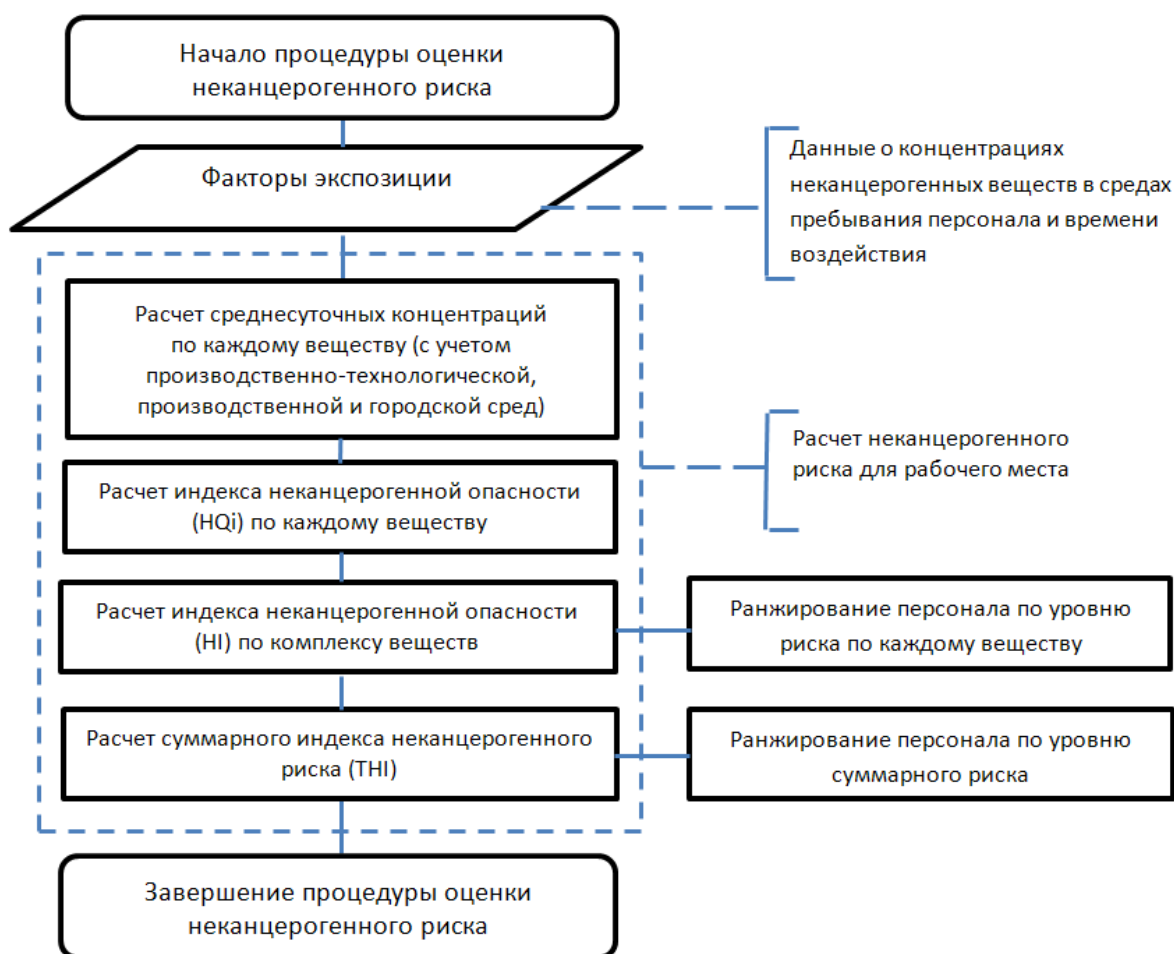 Начало процедуры оценки
неканцерогенного риска
Факторы экспозиции
Данные о концентрациях
неканцерогенных веществ в средах
пребывания персонала и времени
воздействия
Расчет среднесуточных концентраций
по каждому веществу (с учетом
производственно-технологической,
производственной и городской сред)
Расчет неканцерогенного
риска для рабочего места
Расчет индекса неканцерогенной опасности
(HQi) по каждому веществу
Расчет индекса неканцерогенной опасности
(HI) по комплексу веществ
Ранжирование персонала по уровню
риска по каждому веществу
Расчет суммарного индекса неканцерогенного
риска (THI)
Ранжирование персонала по уровню
суммарного риска
Завершение процедуры оценки
неканцерогенного риска